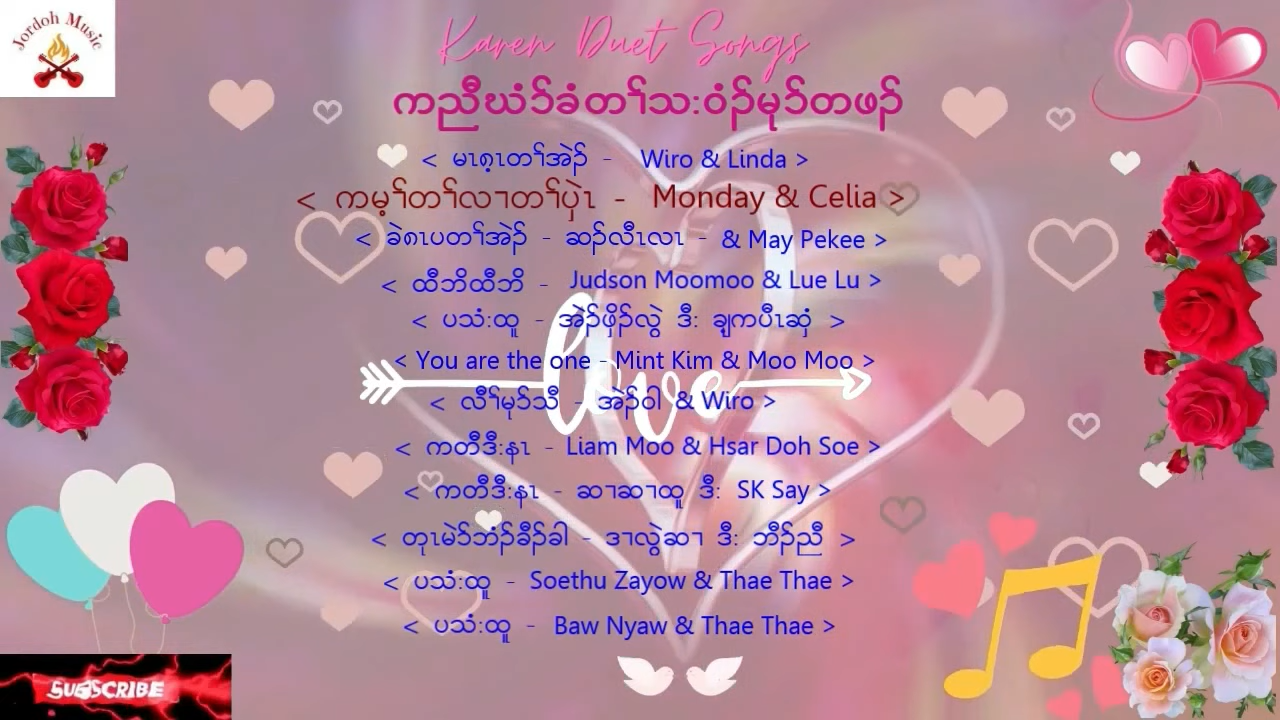 Jordoh Music
Karen Duet Songs
ကညီဃံာ်ခံတၢ်သးဝံၣ်မုာ်တဖၣ်
< မၤစ့ၤတၢ်အဲၣ် - Wiro & Linda >
< ကမ့ၢ်တၢ်လၢတၢ်ပှဲၤ - Monday & Celia >
< ခဲစၤပတၢ်အဲၣ် - ဆၣ်လီၤလၤ - & May Pekee >
< ထီဘိထီဘိ - Judson Moomoo & Lue Lu >
< ပသံးထူ - အဲၣ်ဖှိၣ်လွဲ ဒီး ချ့ကပီၤဆှံ >
< You are the one - Mint Kim & Moo Moo >
love
< လီၢ်မုာ်သီ - အဲၣ်ဝါ & Wiro >
< ကတီဒီးနၤ - Liam Moo & Hsar Doh Soe >
< ကတီဒီးနၤ - ဆၢဆၢထူ ဒီး SK Say >
< တုၤမဲာ်ဘံၣ်ခီၣ်ခါ - ဒၢလွဲဆၢ ဒီး ဘီၣ်ညီ >
< ပသံးထူ - Soethu Zayow & Thae Thae >
< ပသံးထူ - Baw Nyaw & Thae Thae >
SUBSCRIBE